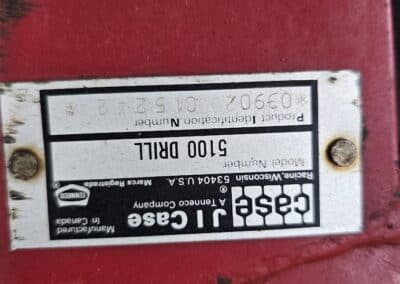 Manufactured
In Canada
case
J I Case
A Tenneco Company
®
TENNECO
Racine, Wisconsin 53404 U.S.A. Marca Registrada
Model Number
5100 DRILL
Product Identification Number